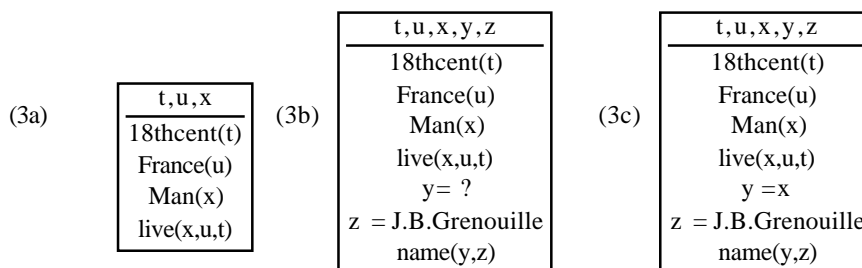 (3a)
t,u,x
18thcent(t)
France(u)
Man(x)
live(x,u,t)
(3b)
t,u,x,y,z
18thcent(t)
France(u)
Man(x)
live(x,u,t)
y= ?
z = J.B.Grenouille
name(y,z)
(3c)
t,u,x,y,z
18thcent(t)
France(u)
Man(x)
live(x,u,t)
y =x
z = J.B.Grenouille
name(y,z)